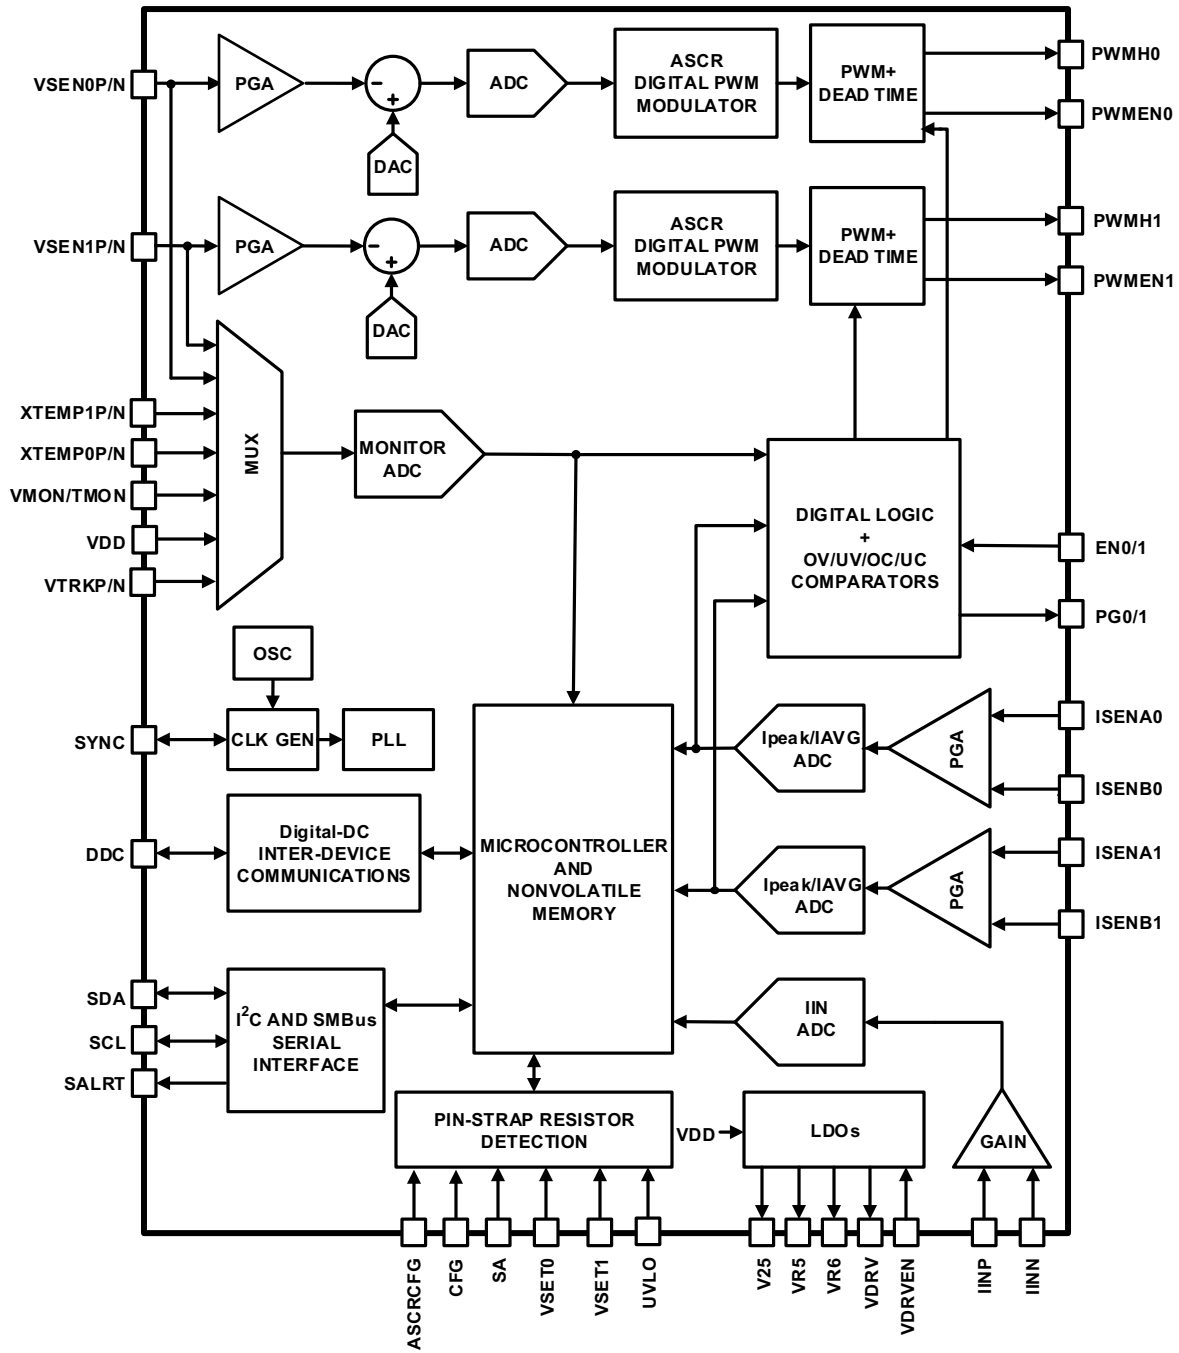 VSEN0P/N
PGA
−
+
DAC
ADC
ASCR
DIGITAL PWM
MODULATOR
PWM+
DEAD TIME
PWMH0
PWMEN0
VSEN1P/N
PGA
−
+
DAC
ADC
ASCR
DIGITAL PWM
MODULATOR
PWM+
DEAD TIME
PWMH1
PWMEN1
XTEMP1P/N
XTEMP0P/N
VMON/TMON
VDD
VTRKP/N
MUX
MONITOR
ADC
DIGITAL LOGIC
+
OV/UV/OC/UC
COMPARATORS
EN0/1
PG0/1
OSC
SYNC
CLK GEN
PLL
DDC
Digital-DC
INTER-DEVICE
COMMUNICATIONS
MICROCONTROLLER
AND
NONVOLATILE
MEMORY
Ipeak/IAVG
ADC
PGA
ISENA0
ISENB0
Ipeak/IAVG
ADC
PGA
ISENA1
ISENB1
SDA
SCL
SALRT
I2C AND SMBus
SERIAL
INTERFACE
IIN
ADC
PIN-STRAP RESISTOR
DETECTION
VDD
LDOs
GAIN
ASCRCFG
CFG
SA
VSET0
VSET1
UVLO
V25
VR5
VR6
VDRV
VDRVEN
IINP
IINN